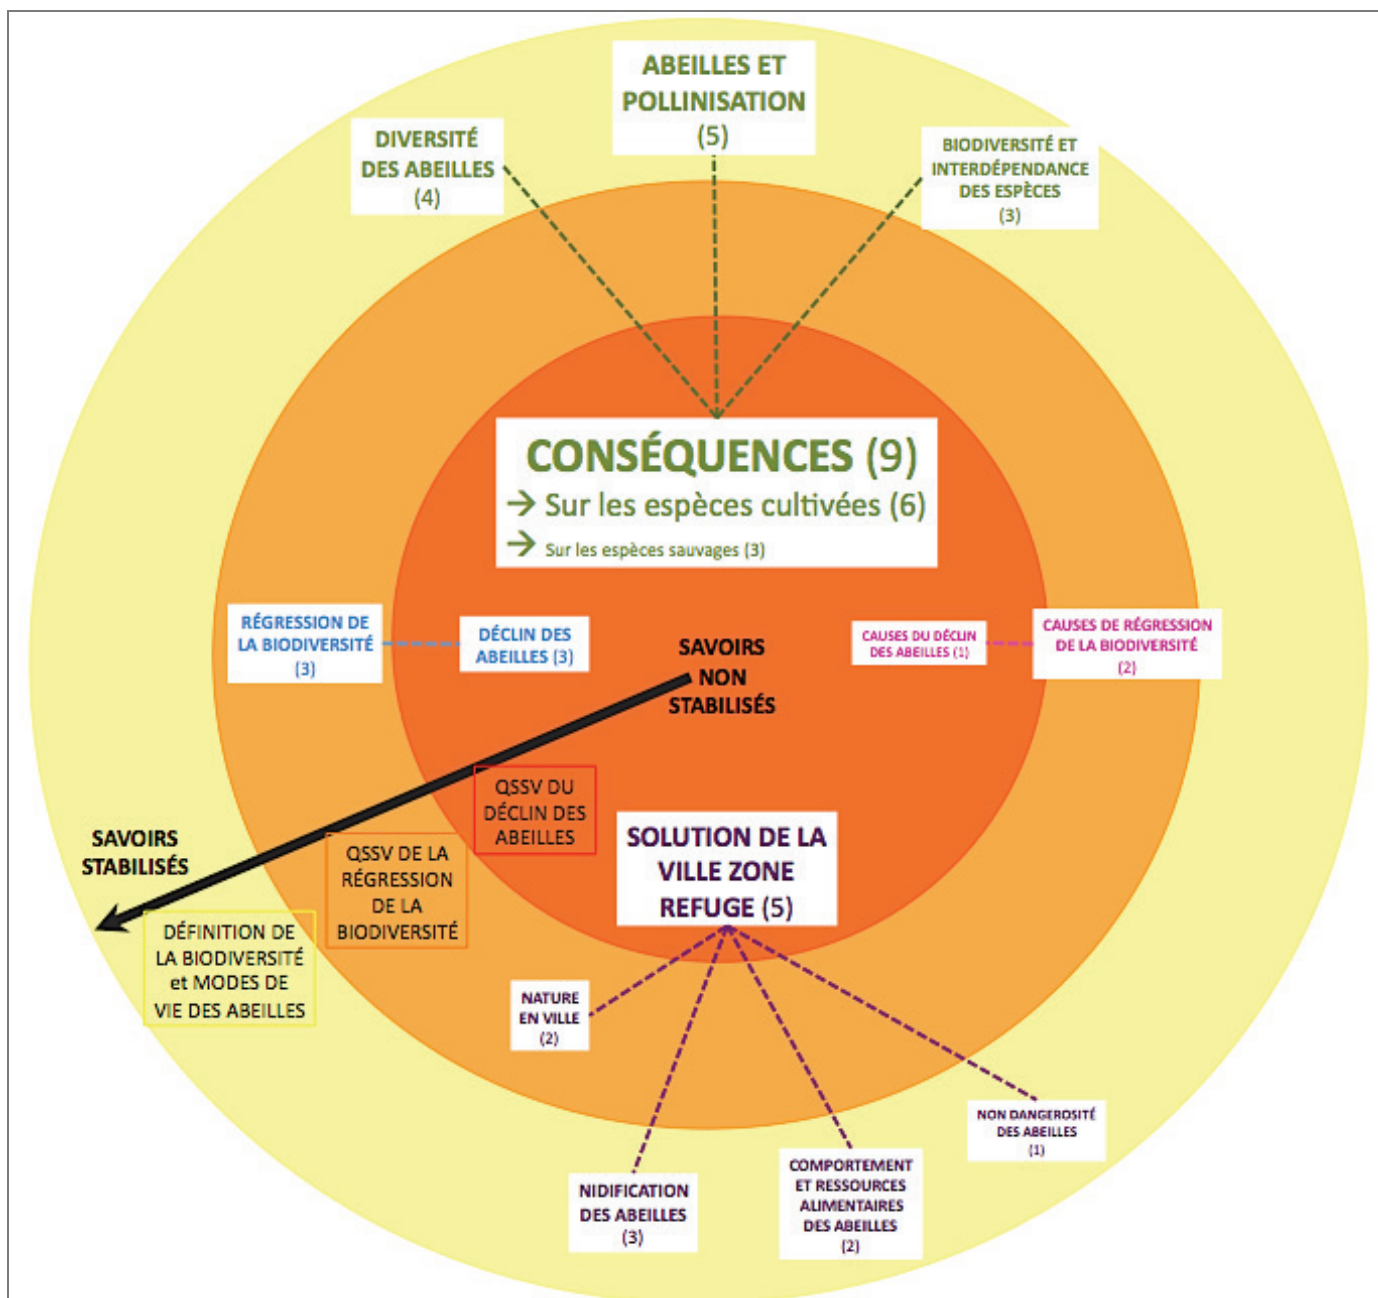 ABEILLES ET
POLLINISATION
(5)
DIVERSITÉ
DES ABEILLES
(4)
BIODIVERSITÉ ET
INTERDÉPENDANCE
DES ESPÈCES
(3)
CONSÉQUENCES (9)
→ Sur les espèces cultivées (6)
→ Sur les espèces sauvages (3)
RÉGRESSION DE
LA BIODIVERSITÉ
(3)
DÉCLIN DES
ABEILLES (3)
SAVOIRS
NON
STABILISÉS
CAUSES DU DÉCLIN
DES ABEILLES (1)
CAUSES DE RÉGRESSION
DE LA BIODIVERSITÉ
(2)
QSSV DU
DÉCLIN DES
ABEILLES
SAVOIRS
STABILISÉS
QSSV DE LA
RÉGRESSION
DE LA
BIODIVERSITÉ
DÉFINITION DE
LA BIODIVERSITÉ
et MODES DE
VIE DES ABEILLES
SOLUTION DE LA
VILLE ZONE
REFUGE (5)
NATURE
EN VILLE
(2)
NON DANGEROSITÉ
DES ABEILLES
(1)
NIDIFICATION
DES ABEILLES
(3)
COMPORTEMENT
ET RESSOURCES
ALIMENTAIRES
DES ABEILLES
(2)